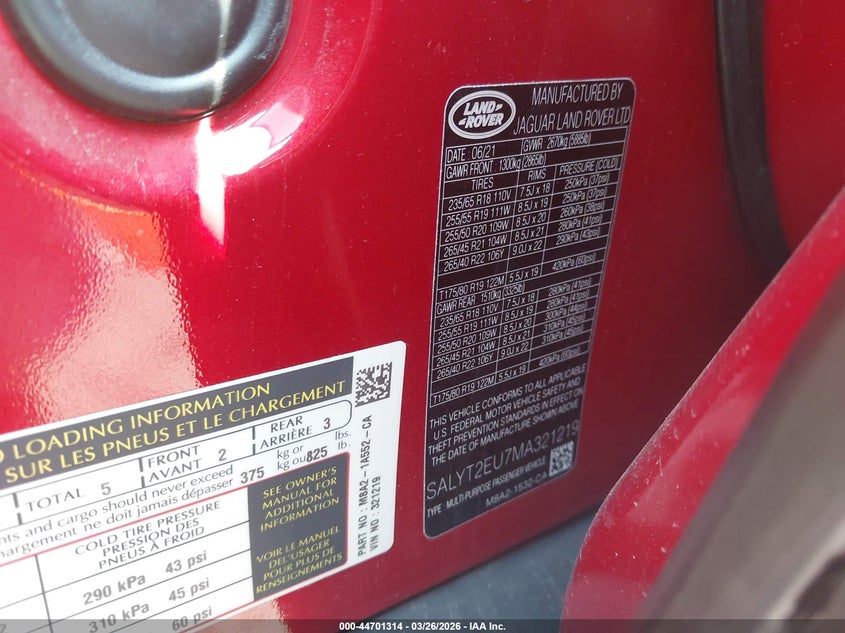 LAND
ROVER
MANUFACTURED BY
JAGUAR LAND ROVER LTD
DATE 06/21 GVWR 2670kg (5885lb)
GAWR FRONT 1300kg (2865lb)
TIRES RIMS PRESSURE (COLD)
235/65 R18 110V 7.5J x 18 250kPa (37psi)
255/55 R19 111W 8.5J x 19 250kPa (37psi)
255/50 R20 109W 8.5J x 20 260kPa (38psi)
265/45 R21 104W 8.5J x 21 280kPa (41psi)
265/40 R22 106Y 9.0J x 22 290kPa (43psi)
T175/80 R19 122M 5.5J x 19 420kPa (60psi)
GAWR REAR 1510kg (3325lb)
235/65 R18 110V 7.5J x 18 280kPa (41psi)
255/55 R19 111W 8.5J x 19 280kPa (41psi)
255/50 R20 109W 8.5J x 20 300kPa (44psi)
265/45 R21 104W 8.5J x 21 310kPa (45psi)
265/40 R22 106Y 9.0J x 22 310kPa (45psi)
T175/80 R19 122M 5.5J x 19 420kPa (60psi)
THIS VEHICLE CONFORMS TO ALL APPLICABLE
U.S FEDERAL MOTOR VEHICLE SAFETY AND
THEFT PREVENTION STANDARDS IN EFFECT ON
THE DATE OF MANUFACTURE SHOWN ABOVE
SALYT2EU7MA321219
TYPE: MULTI-PURPOSE PASSENGER VEHICLE
M8A2-1532-CA
LOADING INFORMATION
SUR LES PNEUS ET LE CHARGEMENT
TOTAL 5 FRONT AVANT 2 REAR ARRIÈRE 3
and cargo should never exceed 375 kg or 825 lbs.
ne doit jamais dépasser kg ou lb.
COLD TIRE PRESSURE
PRESSION DES
PNEUS À FROID
290 kPa 43 psi
310 kPa 45 psi
60 psi
SEE OWNER'S
MANUAL FOR
ADDITIONAL
INFORMATION
VOIR LE MANUEL
DE L'USAGER
POUR PLUS DE
RENSEIGNEMENTS
PART NO : M8A2 - 1A552 - CA
VIN NO : 321219
000-44701314 | 03/26/2026 - IAA Inc.